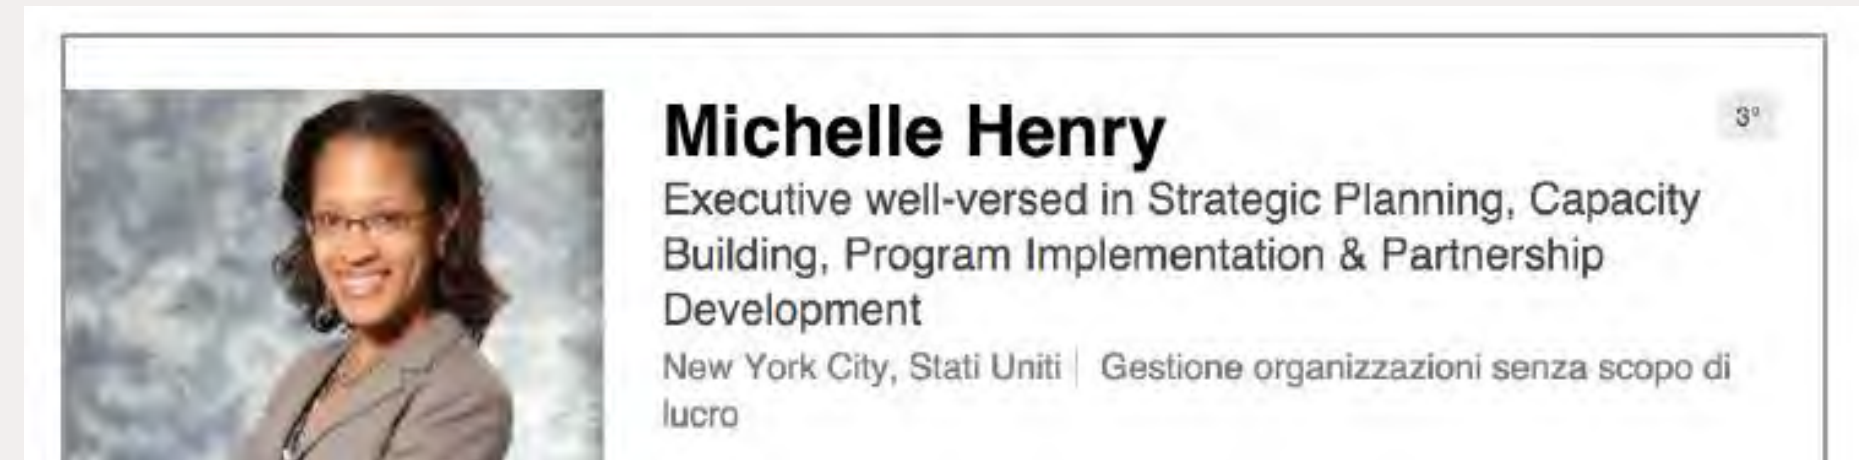 Michelle Henry
3°
Executive well-versed in Strategic Planning, Capacity
Building, Program Implementation & Partnership
Development
New York City, Stati Uniti | Gestione organizzazioni senza scopo di
lucro